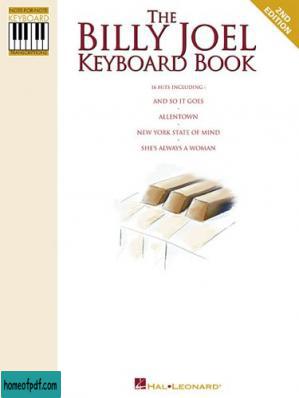 NOTE-FOR-NOTE
KEYBOARD
TRANSCRIPTIONS
THE
BILLY JOEL
KEYBOARD BOOK
2ND
EDITION
16 HITS INCLUDING:
AND SO IT GOES
ALLENTOWN
NEW YORK STATE OF MIND
SHE'S ALWAYS A WOMAN
HAL•LEONARD®
homeofpdf.com